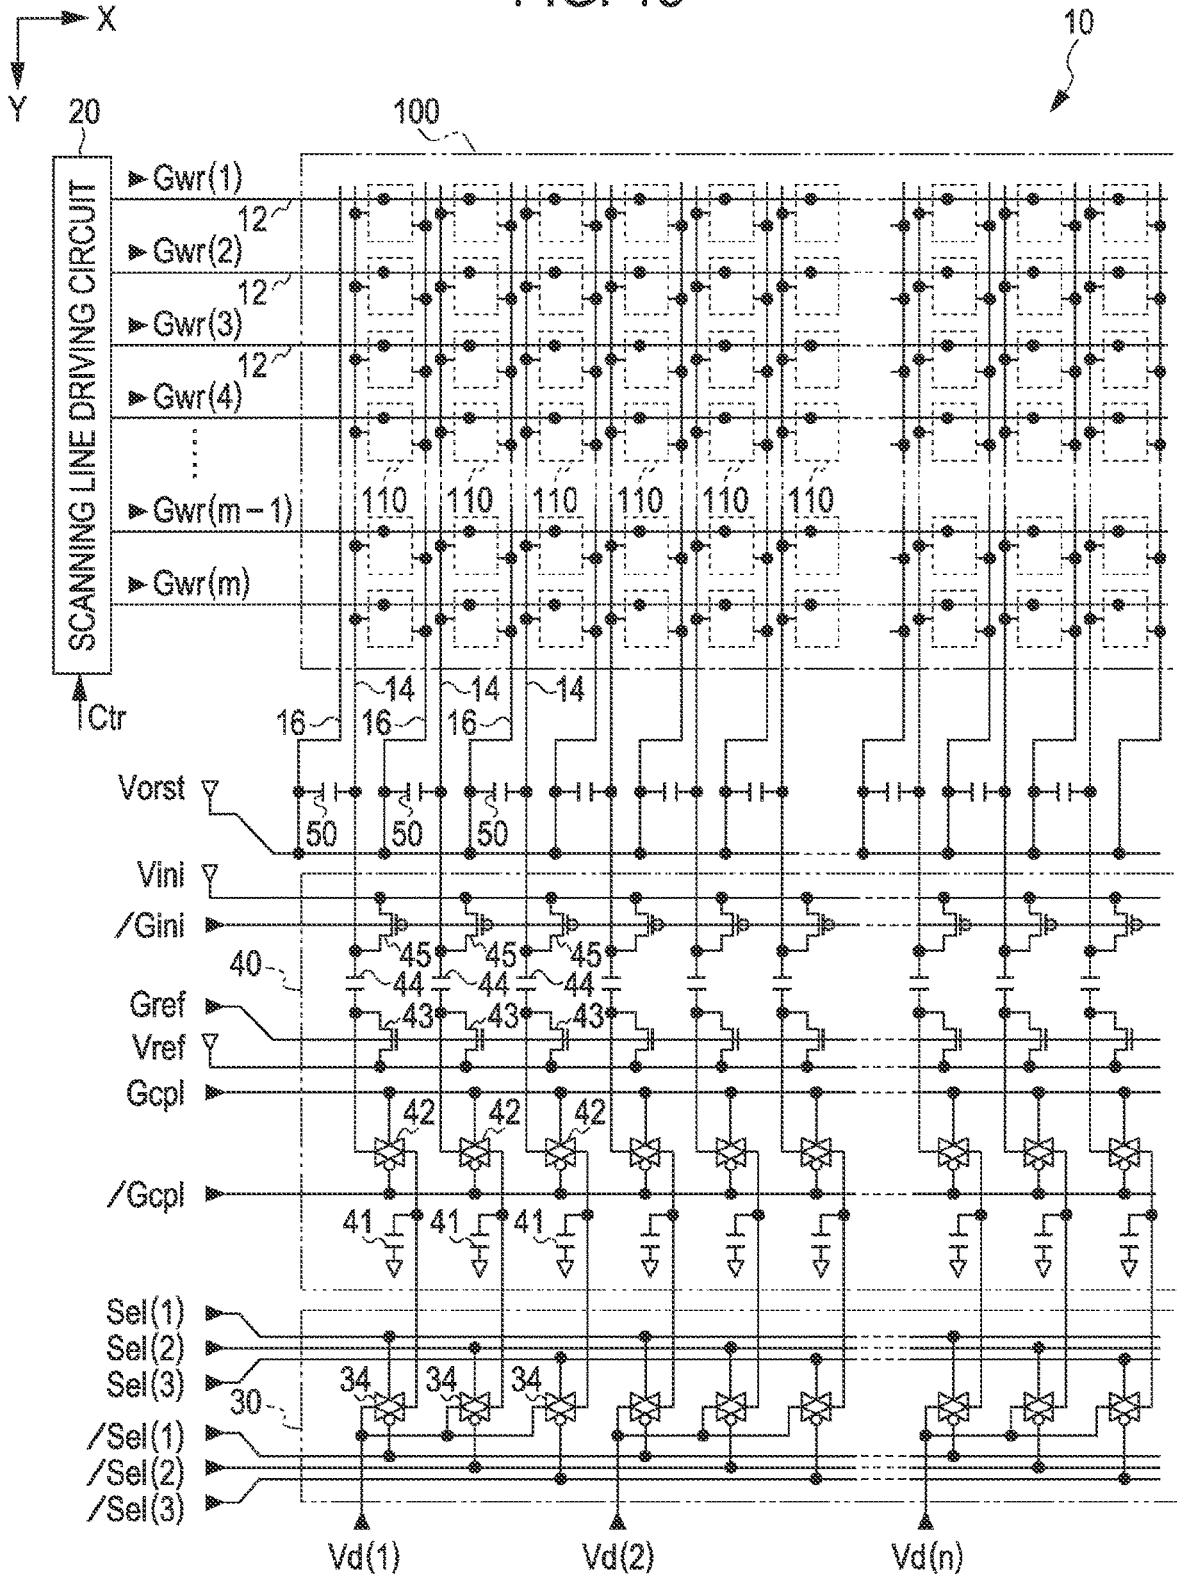 X
10
Y
20
100
SCANNING LINE DRIVING CIRCUIT
Gwr(1)
12
Gwr(2)
12
Gwr(3)
12
Gwr(4)
110 110 110 110 110 110
Gwr(m−1)
Gwr(m)
14 14 14
Ctr
16 16 16
Vorst
50 50 50
Vini
/Gini
45 45 45
40
44 44 44
Gref
43 43 43
Vref
Gcpl
42 42 42
/Gcpl
41 41 41
Sel(1)
Sel(2)
Sel(3)
34 34 34
30
/Sel(1)
/Sel(2)
/Sel(3)
Vd(1) Vd(2) Vd(n)